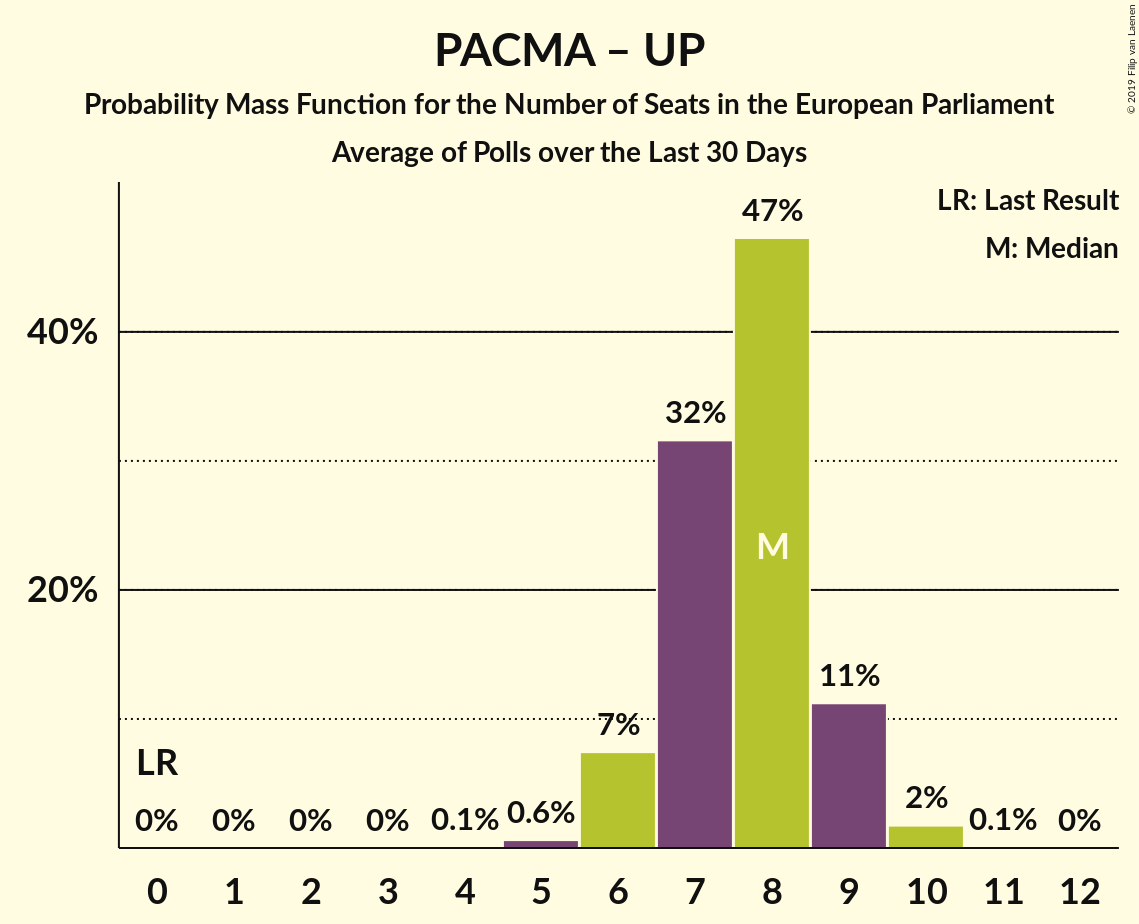 PACMA – UP
Probability Mass Function for the Number of Seats in the European Parliament
Average of Polls over the Last 30 Days
© 2019 Filip van Laenen
LR: Last Result
M: Median
47%
40%
32%
M
20%
11%
7%
LR
2%
0% 0% 0% 0% 0.1% 0.6% 0.1% 0%
0 1 2 3 4 5 6 7 8 9 10 11 12